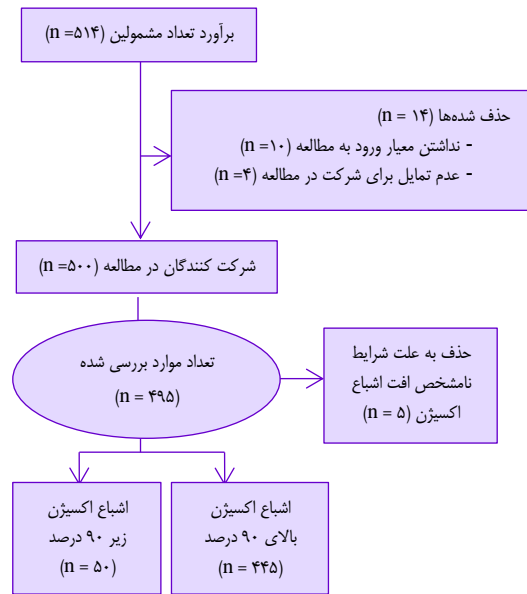 برآورد تعداد مشمولین (n =۵۱۴)
حذف شده‌ها (n = ۱۴)
- نداشتن معیار ورود به مطالعه (n =۱۰)
- عدم تمایل برای شرکت در مطالعه (n =۴)
شرکت کنندگان در مطالعه (n =۵۰۰)
تعداد موارد بررسی شده
(n = ۴۹۵)
حذف به علت شرایط
نامشخص افت اشباع
اکسیژن (n = ۵)
اشباع اکسیژن
بالای ۹۰ درصد
(n = ۴۴۵)
اشباع اکسیژن
زیر ۹۰ درصد
(n = ۵۰)